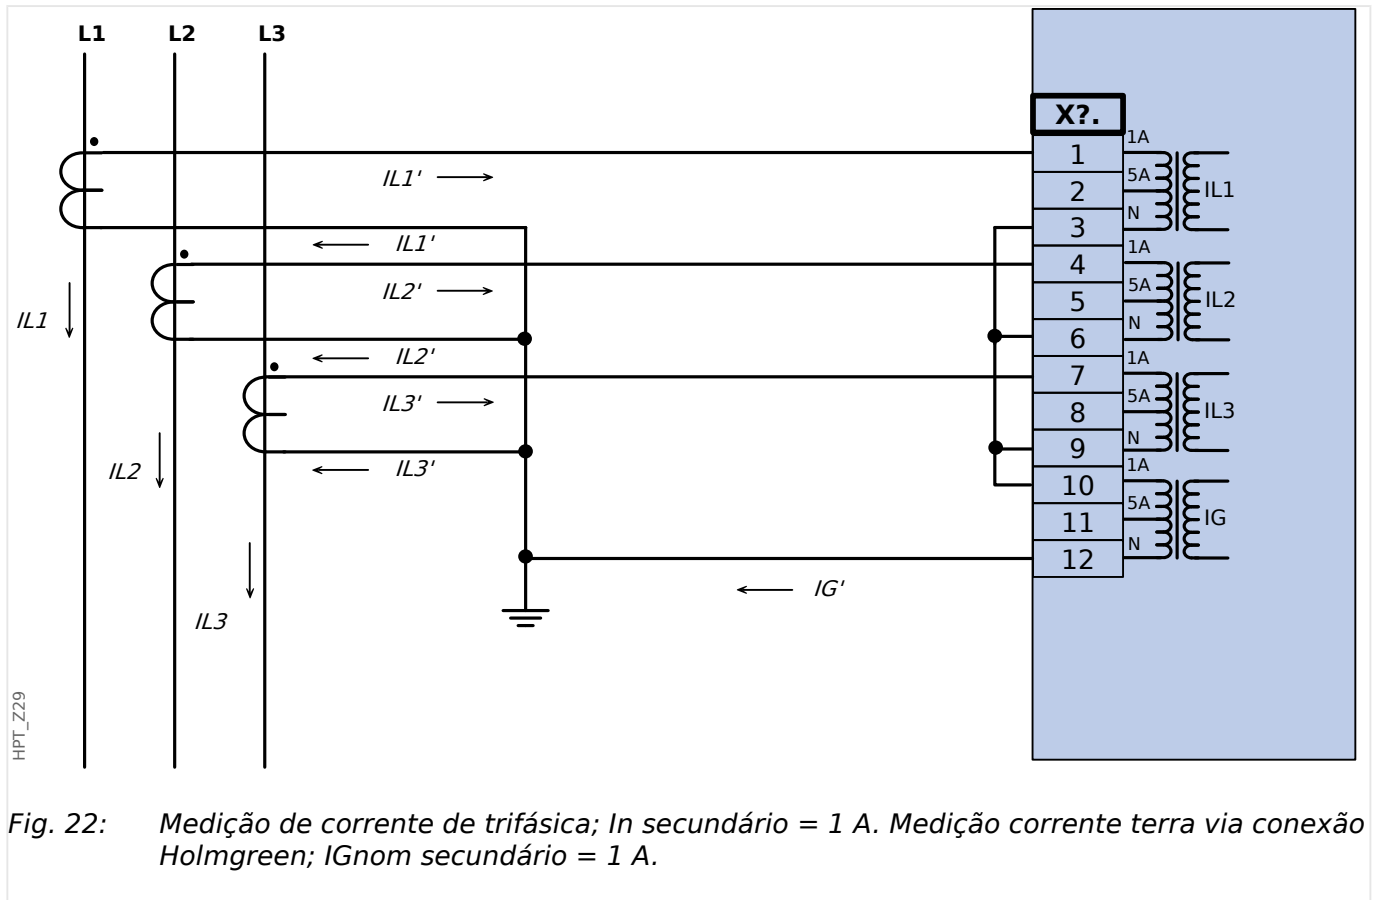 L1 L2 L3
X?.
1A
1
IL1'
5A
2
IL1
N
3
IL1'
1A
4
IL2'
5A
5
IL2
IL1
N
6
IL2'
1A
7
IL3'
5A
8
IL3
N
9
IL3'
IL2
1A
10
5A
11
IG
N
12
IG'
IL3
HPT_Z29
Fig. 22: Medição de corrente de trifásica; In secundário = 1 A. Medição corrente terra via conexão
Holmgreen; IGnom secundário = 1 A.